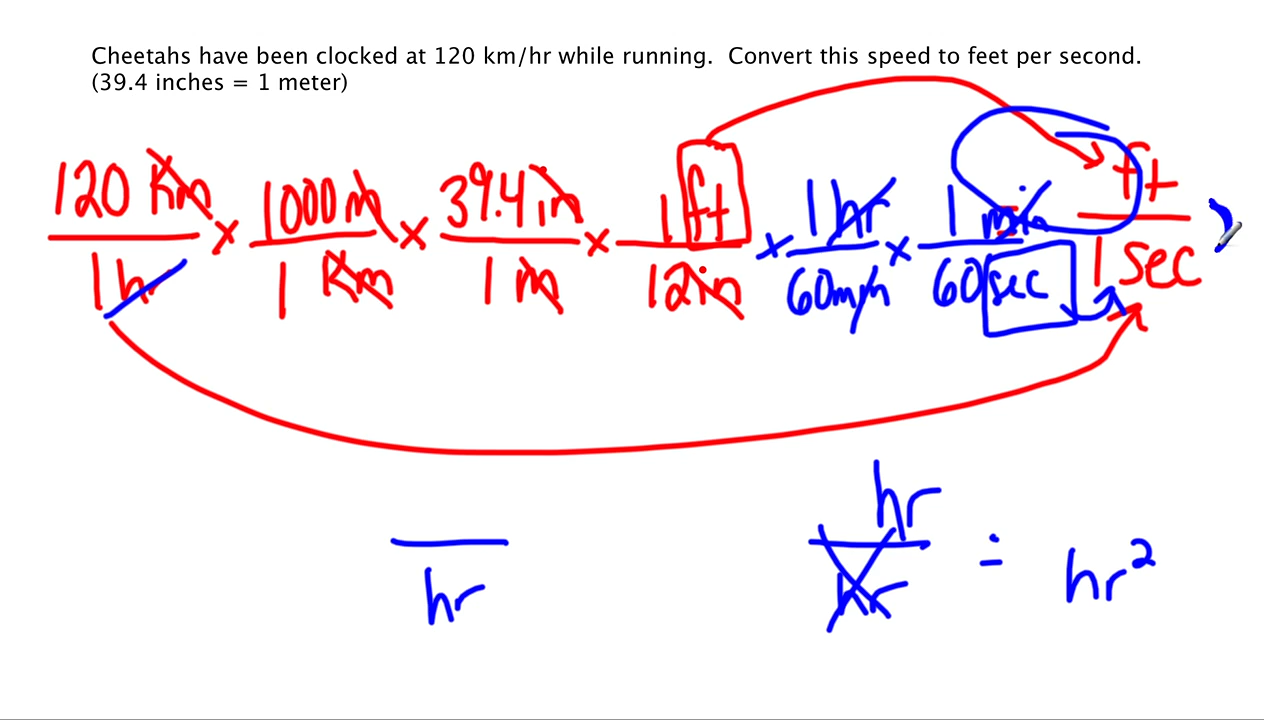 Cheetahs have been clocked at 120 km/hr while running.  Convert this speed to feet per second.
(39.4 inches = 1 meter)
120 km × 1000 m × 39.4 in × 1 ft × 1 hr × 1 min ft
1 hr 1 km 1 m 12 in 60 min 60 sec 1 sec
hr
hr hr = hr²